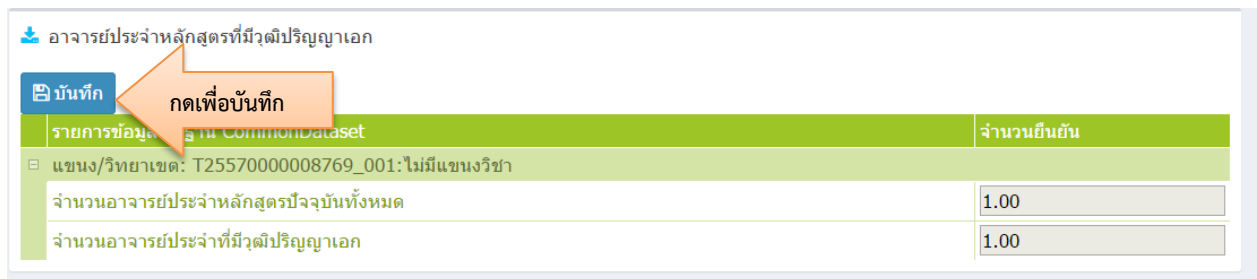 อาจารย์ประจำหลักสูตรที่มีวุฒิปริญญาเอก
บันทึก
กดเพื่อบันทึก
รายการข้อมูล CommonDataset จำนวนยืนยัน
แขนง/วิทยาเขต: T25570000008769_001:ไม่มีแขนงวิชา
จำนวนอาจารย์ประจำหลักสูตรปัจจุบันทั้งหมด 1.00
จำนวนอาจารย์ประจำที่มีวุฒิปริญญาเอก 1.00